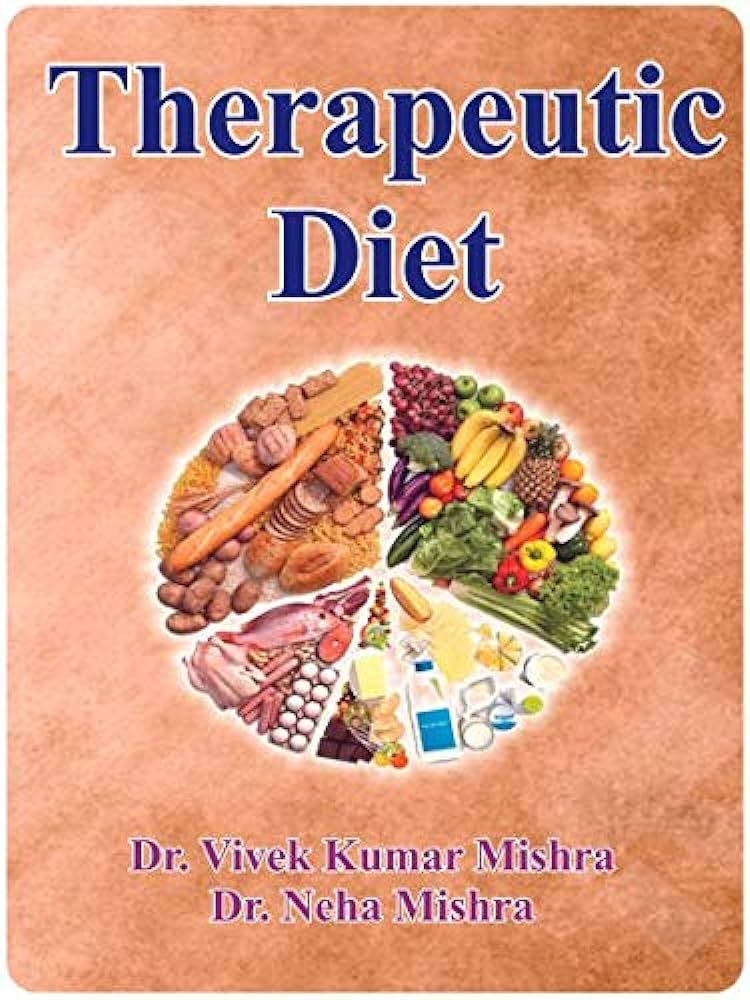 Therapeutic
Diet
Dr. Vivek Kumar Mishra
Dr. Neha Mishra